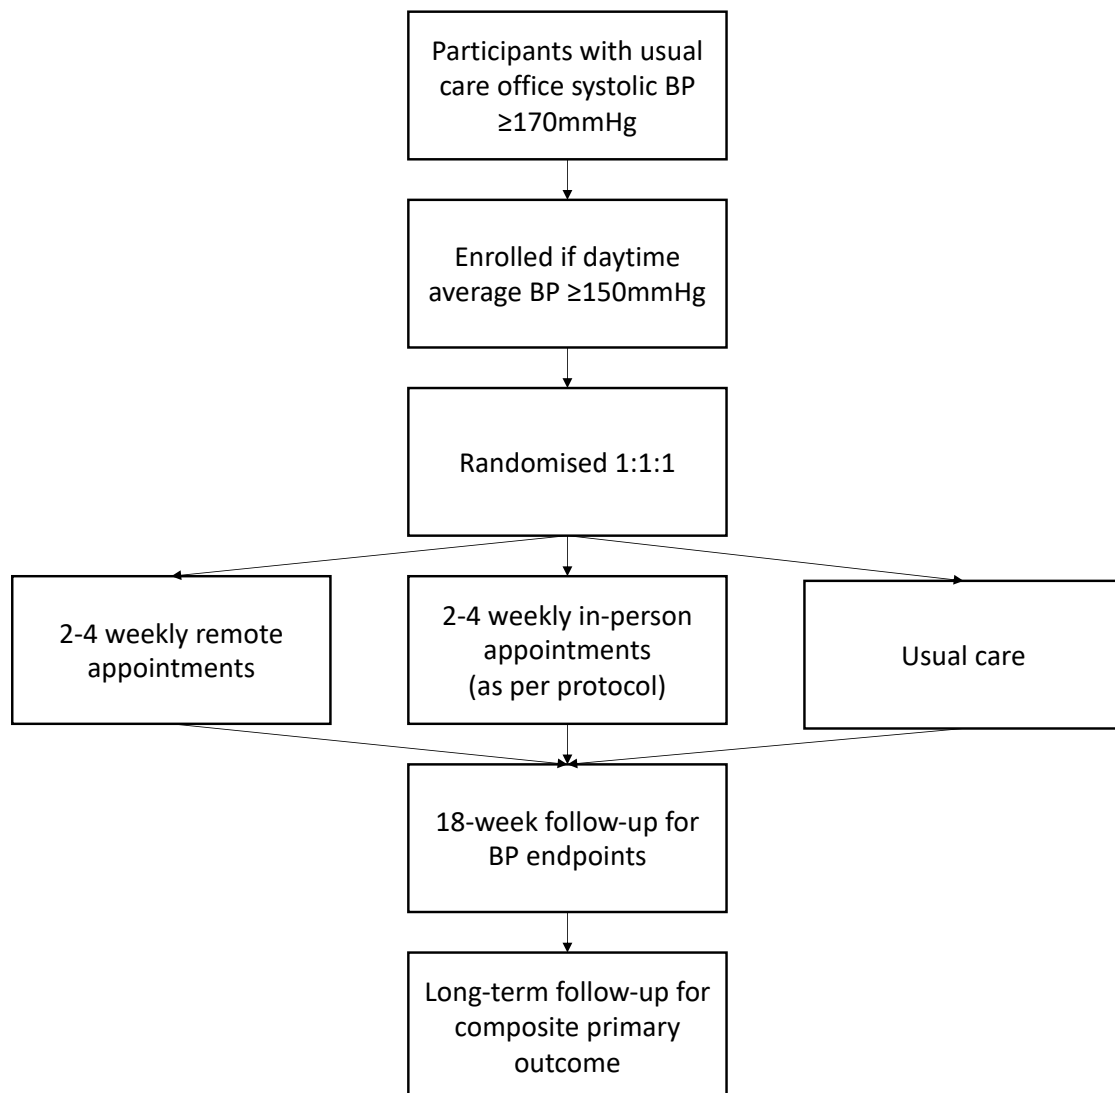 Participants with usual
care office systolic BP
≥170mmHg
Enrolled if daytime
average BP ≥150mmHg
Randomised 1:1:1
2-4 weekly remote
appointments
2-4 weekly in-person
appointments
(as per protocol)
Usual care
18-week follow-up for
BP endpoints
Long-term follow-up for
composite primary
outcome